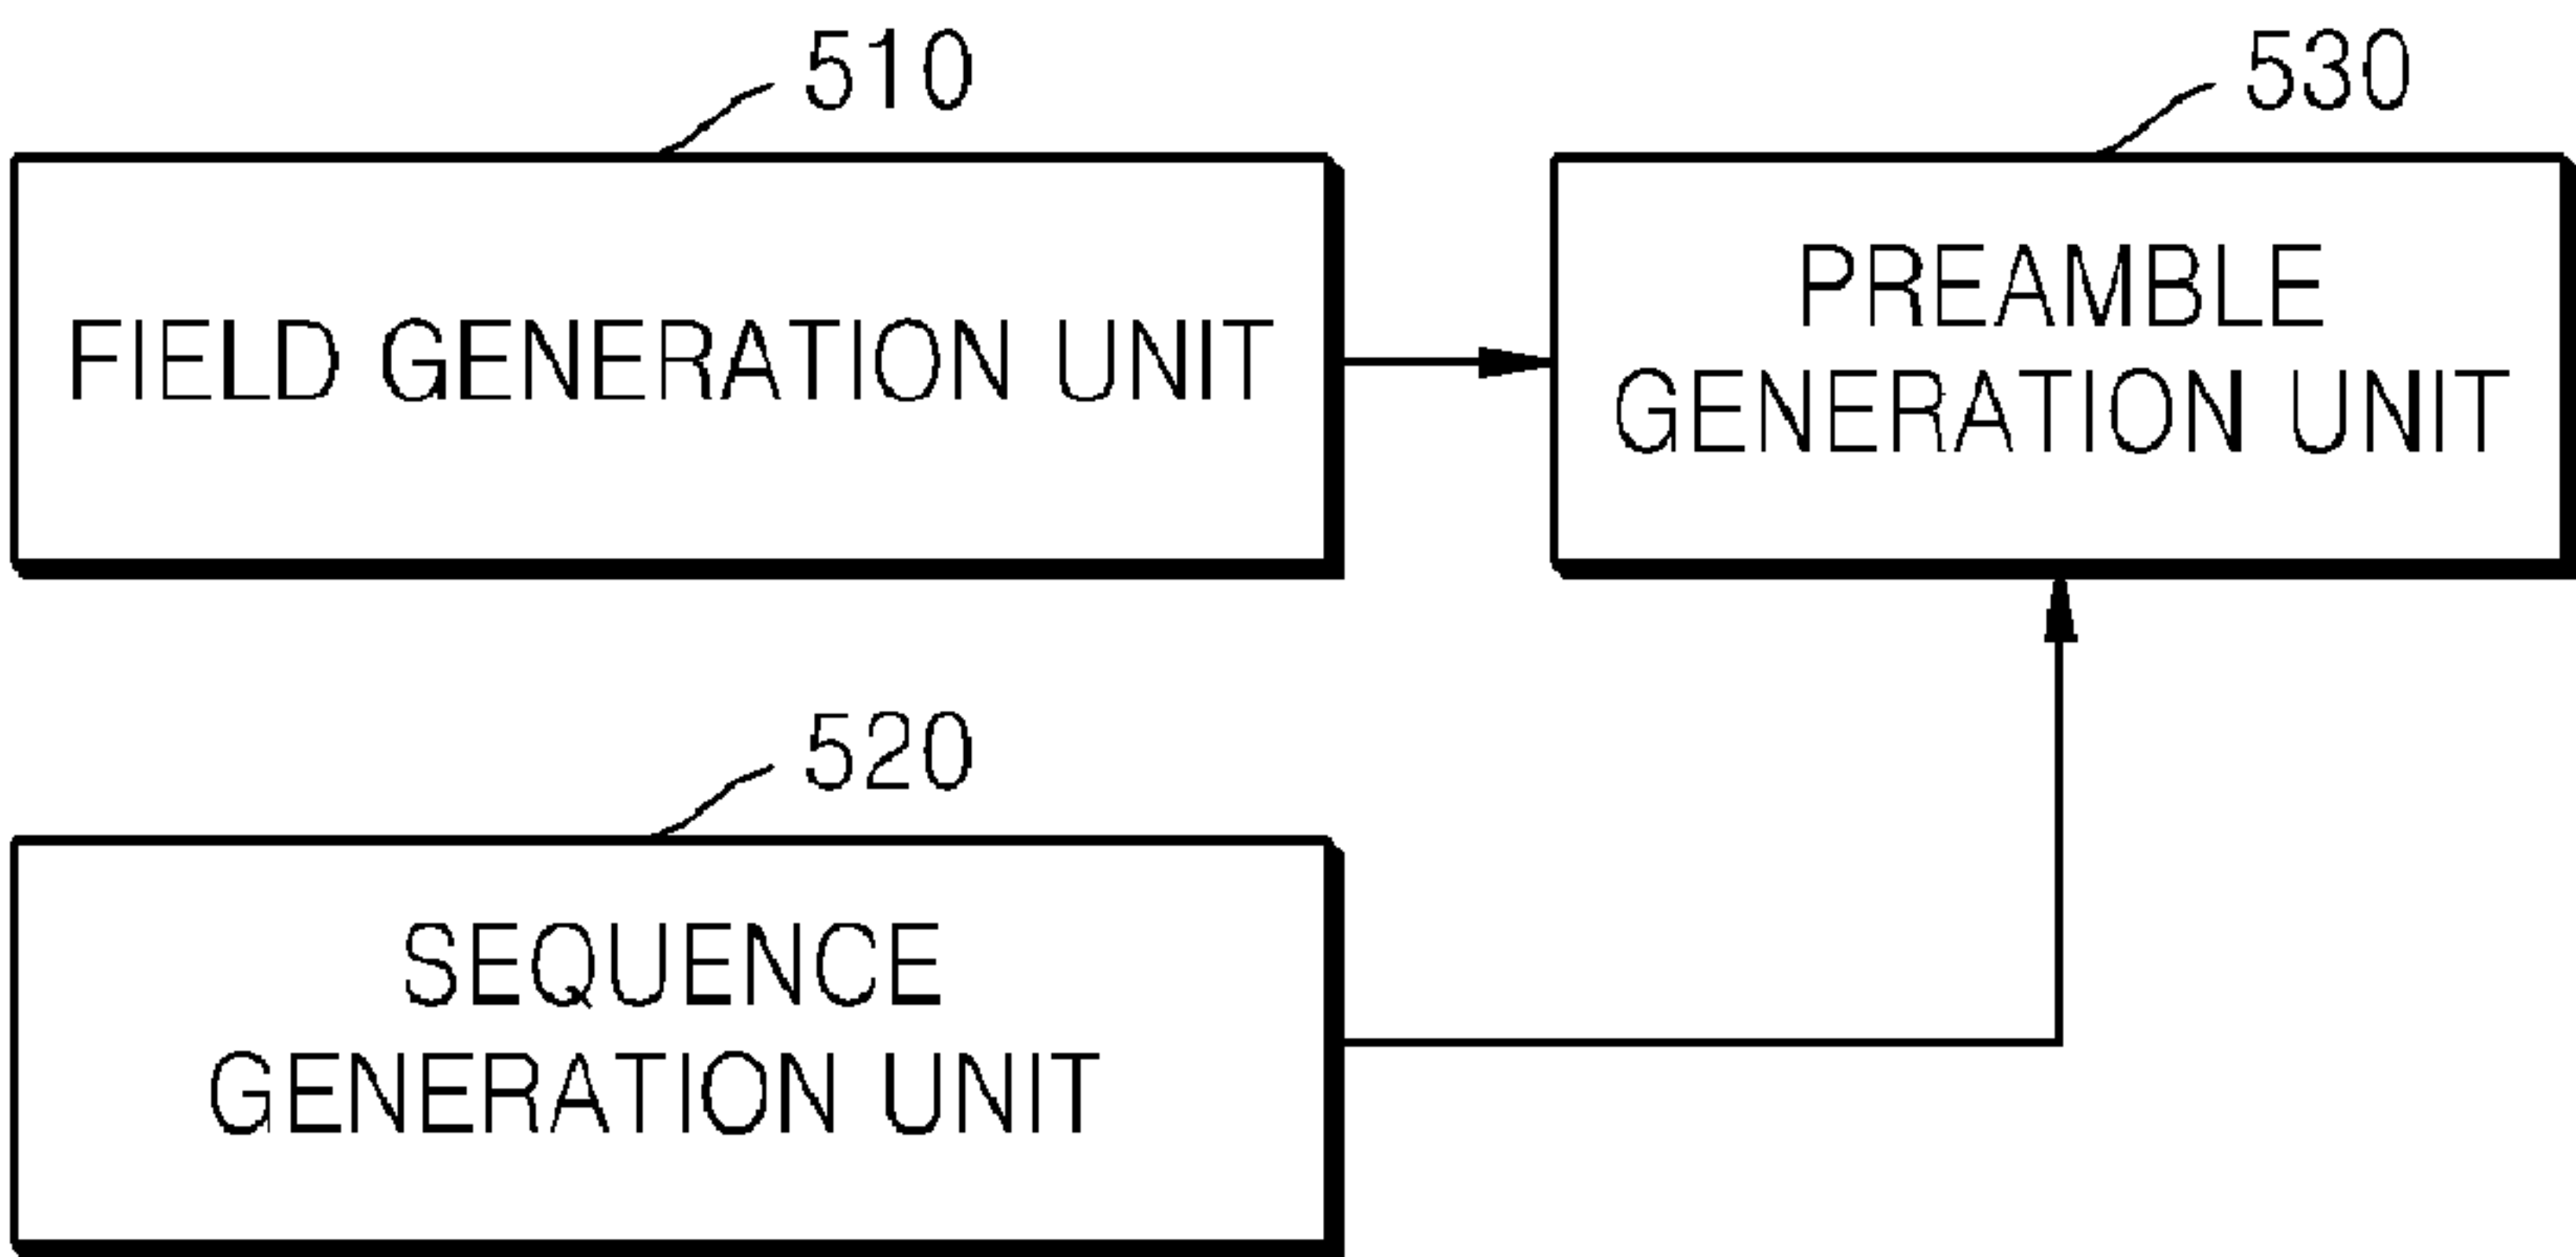 510
530
FIELD GENERATION UNIT
PREAMBLE
GENERATION UNIT
520
SEQUENCE
GENERATION UNIT